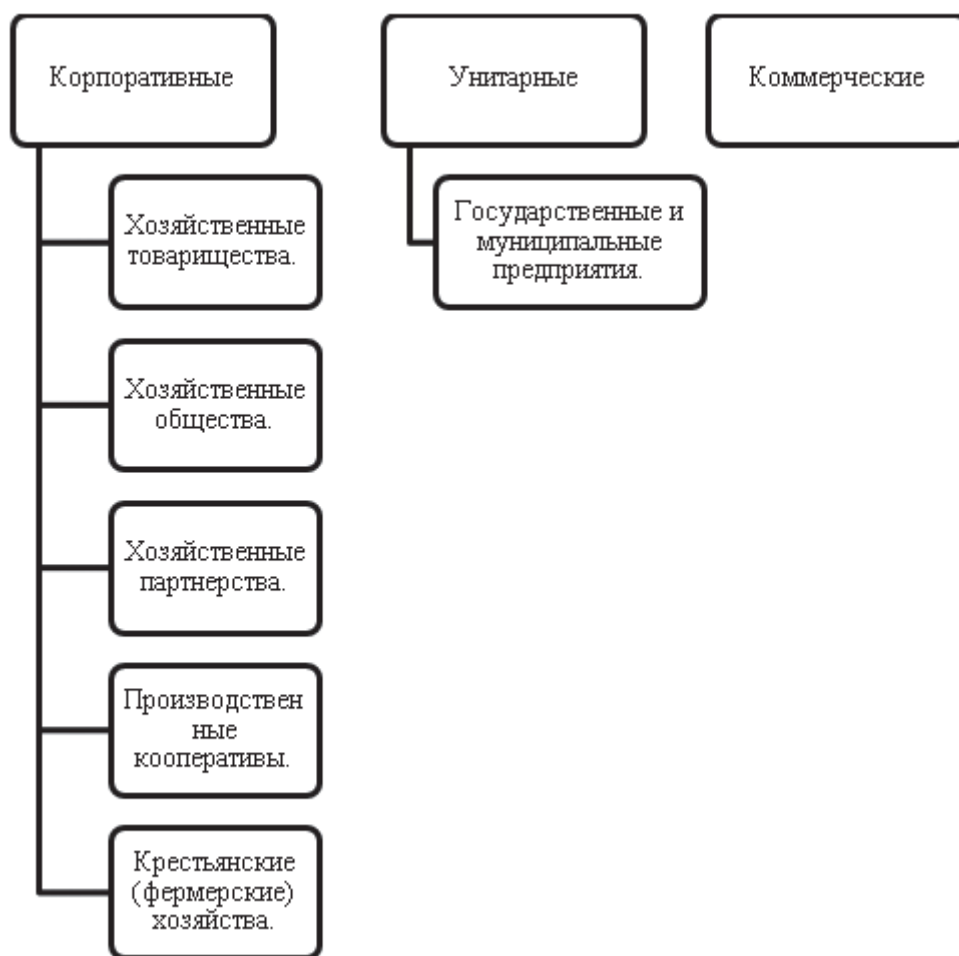 Корпоративные
Унитарные
Коммерческие
Хозяйственные
товарищества.
Государственные и
муниципальные
предприятия.
Хозяйственные
общества.
Хозяйственные
партнерства.
Производствен
ные
кооперативы.
Крестьянские
(фермерские)
хозяйства.